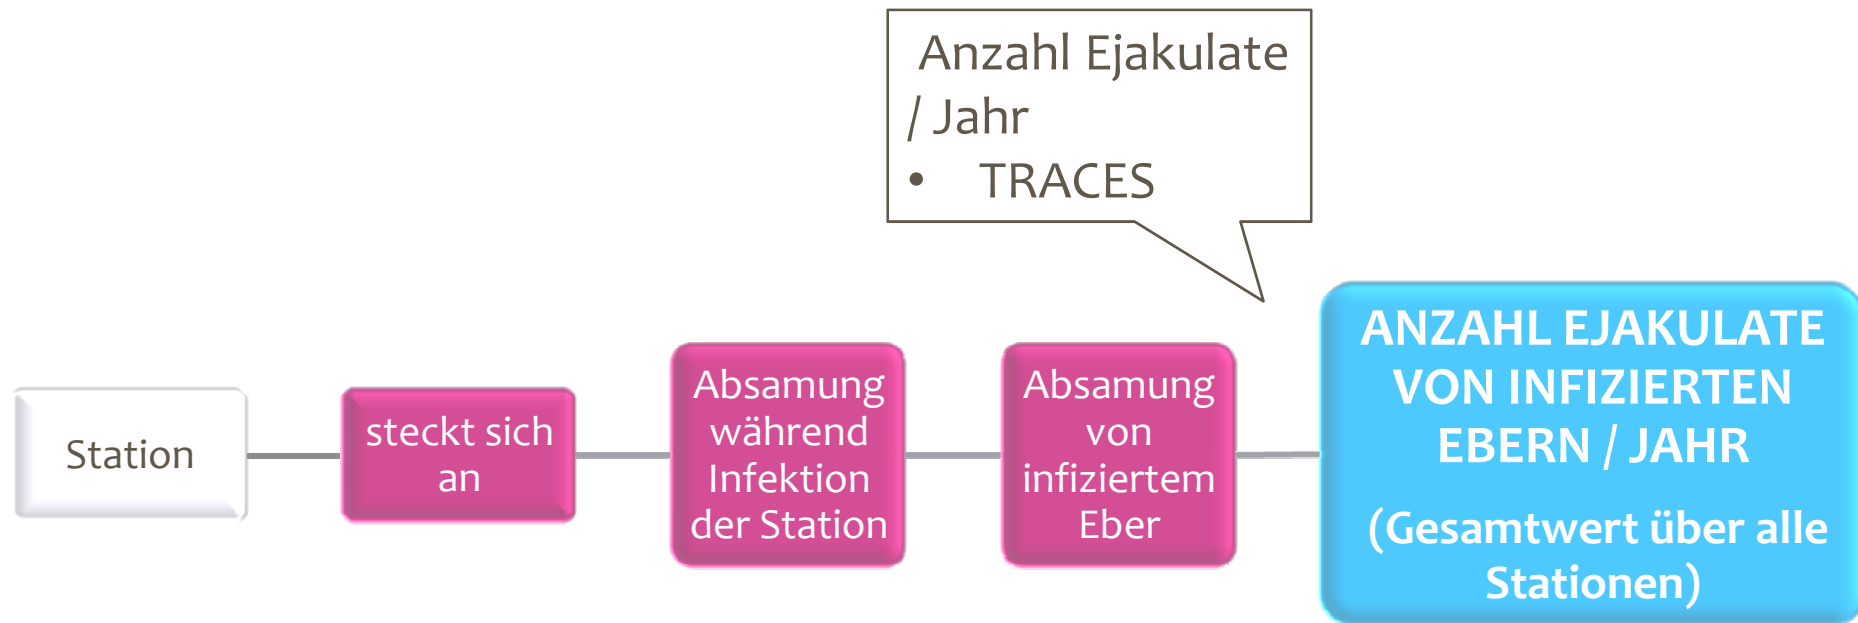 Anzahl Ejakulate
/ Jahr
• TRACES
Station
steckt sich
an
Absamung
während
Infektion
der Station
Absamung
von
infiziertem
Eber
ANZAHL EJAKULATE
VON INFIZIERTEN
EBERN / JAHR
(Gesamtwert über alle
Stationen)